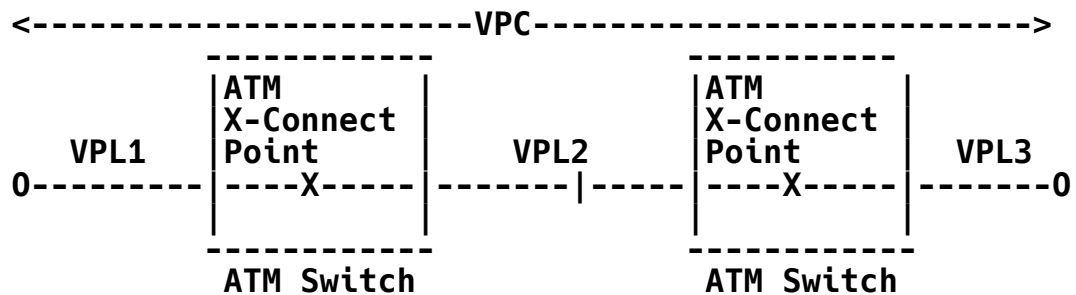 <-----------------------VPC------------------------->
------------ -----------
|ATM | |ATM |
|X-Connect |X-Connect
VPL1 |Point | VPL2 |Point | VPL3
O---------|----X-----|-------|-----|----X-----|-------O
| | | |
------------ ------------
ATM Switch ATM Switch